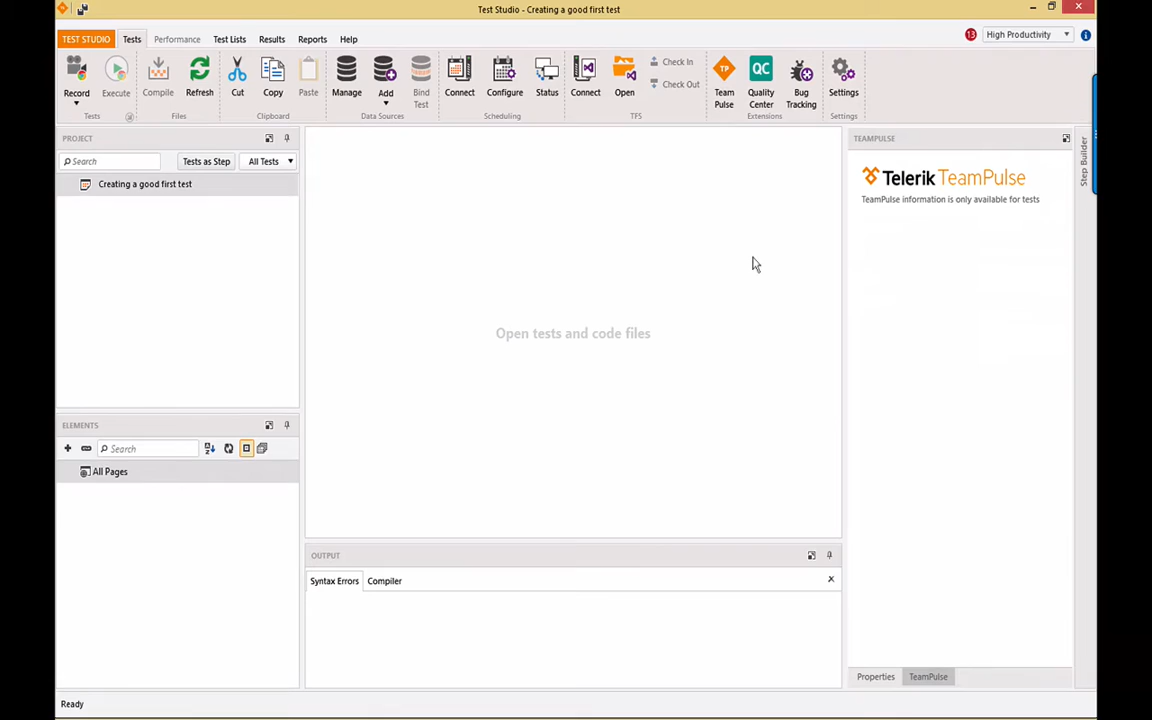 Test Studio - Creating a good first test
TEST STUDIO Tests Performance Test Lists Results Reports Help
13 High Productivity
Record Execute Compile Refresh Cut Copy Paste Manage Add Bind Test Connect Configure Status Connect Open Check In Check Out Team Pulse Quality Center Bug Tracking Settings
TP QC
Tests Files Clipboard Data Sources Scheduling TFS Extensions Settings
PROJECT
Search Tests as Step All Tests
Creating a good first test
ELEMENTS
Search
All Pages
Open tests and code files
OUTPUT
Syntax Errors Compiler
TEAMPULSE
Telerik TeamPulse
TeamPulse information is only available for tests
Properties TeamPulse
Step Builder
Ready